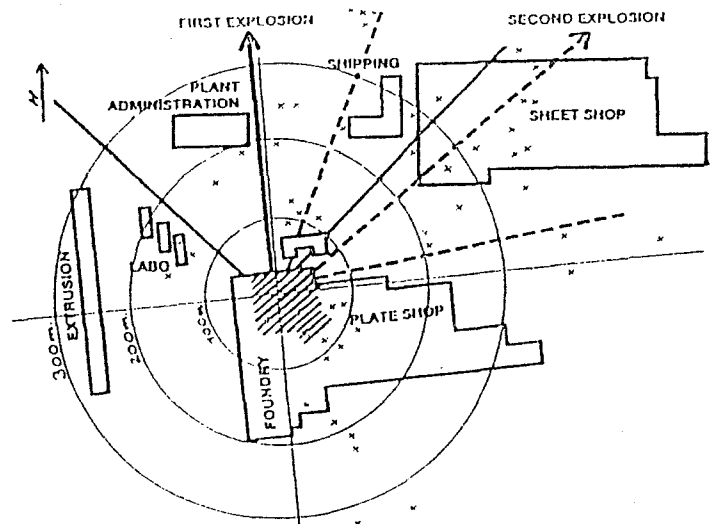 FIRST EXPLOSION
SECOND EXPLOSION
SHIPPING
N
PLANT
ADMINISTRATION
SHEET SHOP
LABO
EXTRUSION
300m
200m
100m
PLATE SHOP
FOUNDRY